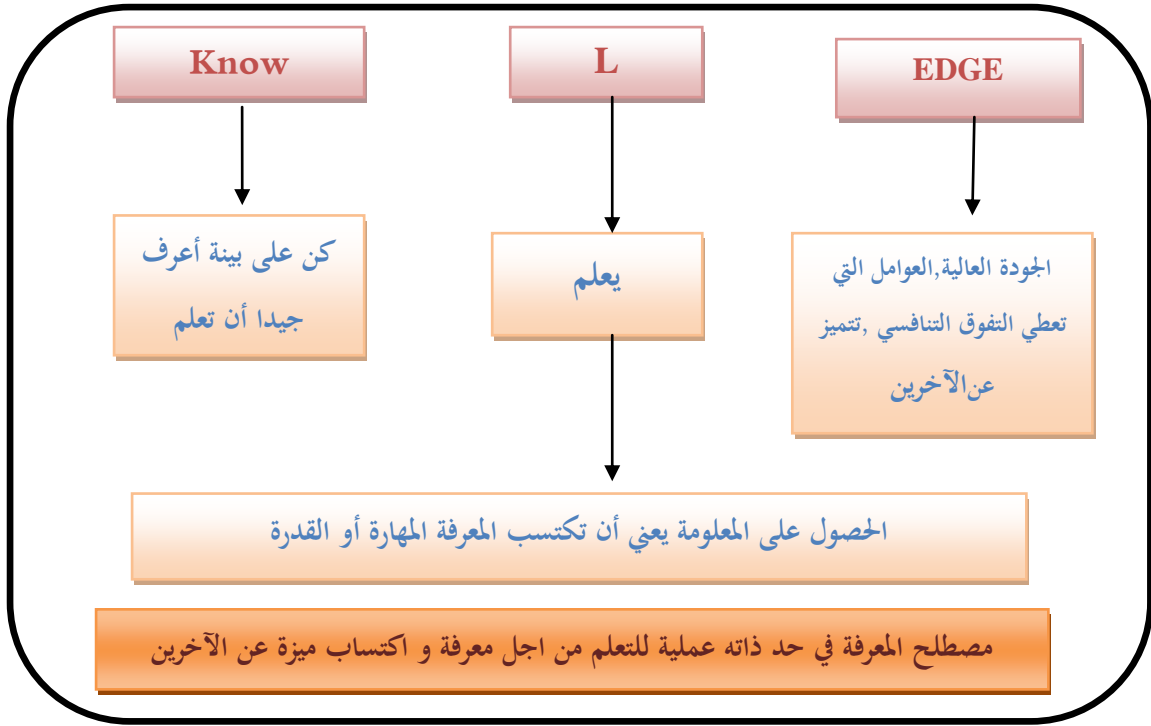 Know
L
EDGE
كن على بينة أعرف
جيدا أن تعلم
يعلم
الجودة العالية,العوامل التي
تعطي التفوق التنافسي ,تتميز
عن الآخرين
الحصول على المعلومة يعني أن تكتسب المعرفة المهارة أو القدرة
مصطلح المعرفة في حد ذاته عملية للتعلم من اجل معرفة و اكتساب ميزة عن الآخرين